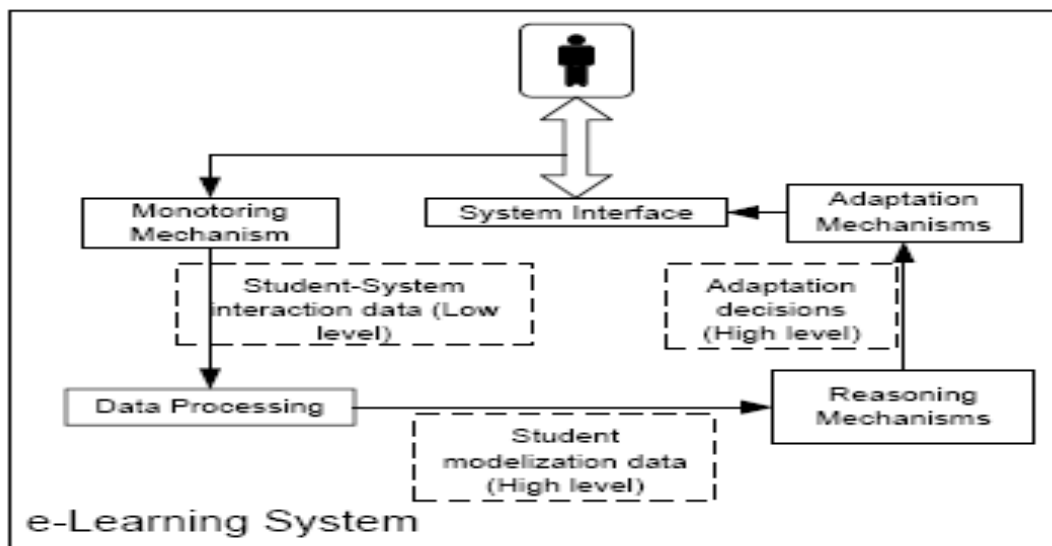 Monotoring
Mechanism
System Interface
Adaptation
Mechanisms
Student-System
interaction data (Low
level)
Adaptation
decisions
(High level)
Data Processing
Reasoning
Mechanisms
Student
modelization data
(High level)
e-Learning System